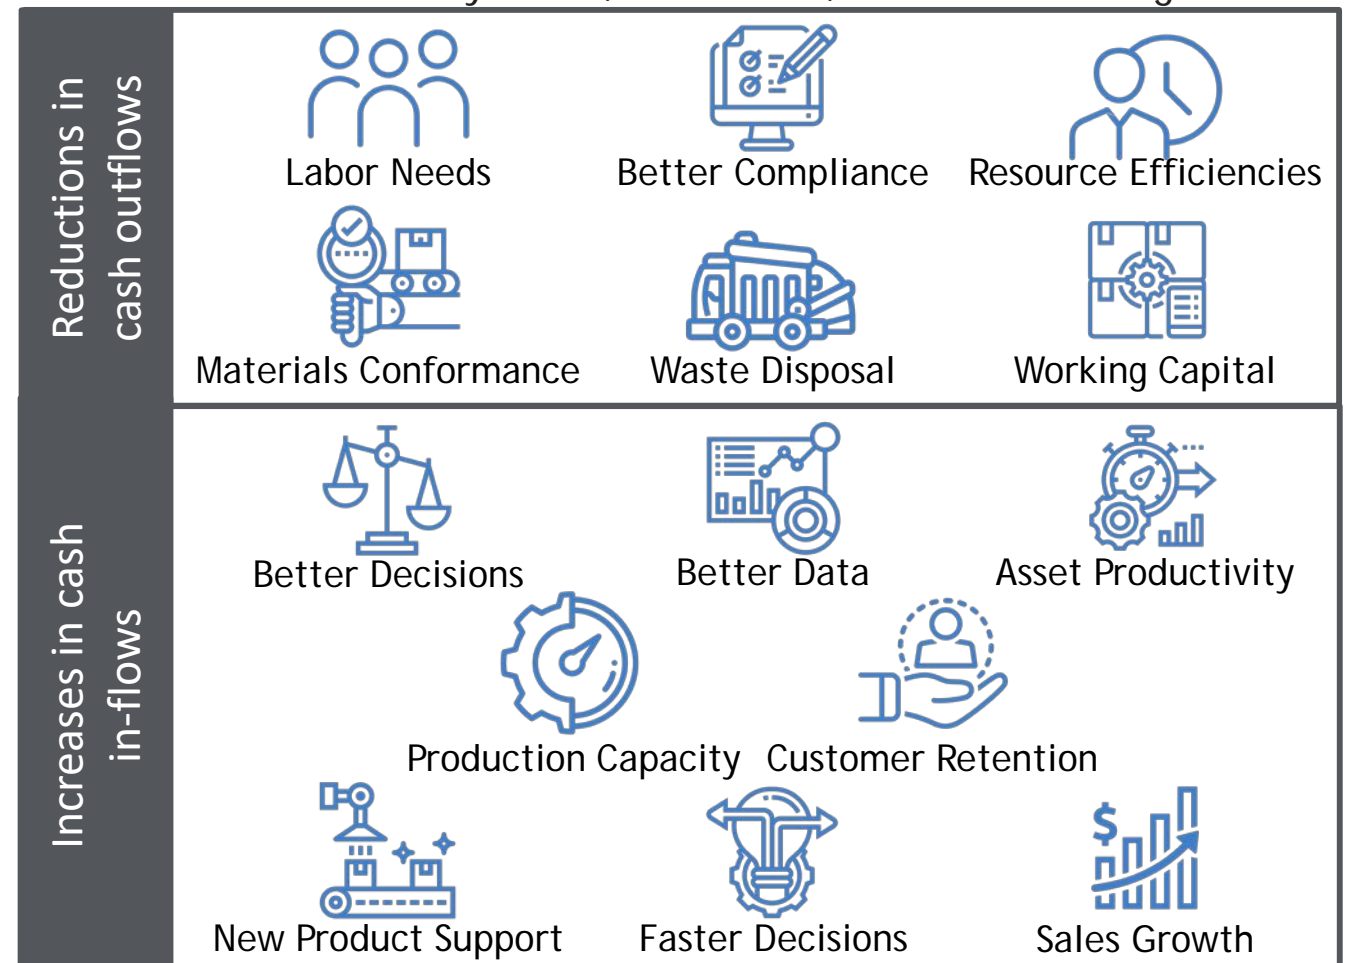 Reductions in
cash outflows
Labor Needs
Better Compliance
Resource Efficiencies
Materials Conformance
Waste Disposal
Working Capital
Increases in cash
in-flows
Better Decisions
Better Data
Asset Productivity
Production Capacity
Customer Retention
$
New Product Support
Faster Decisions
Sales Growth